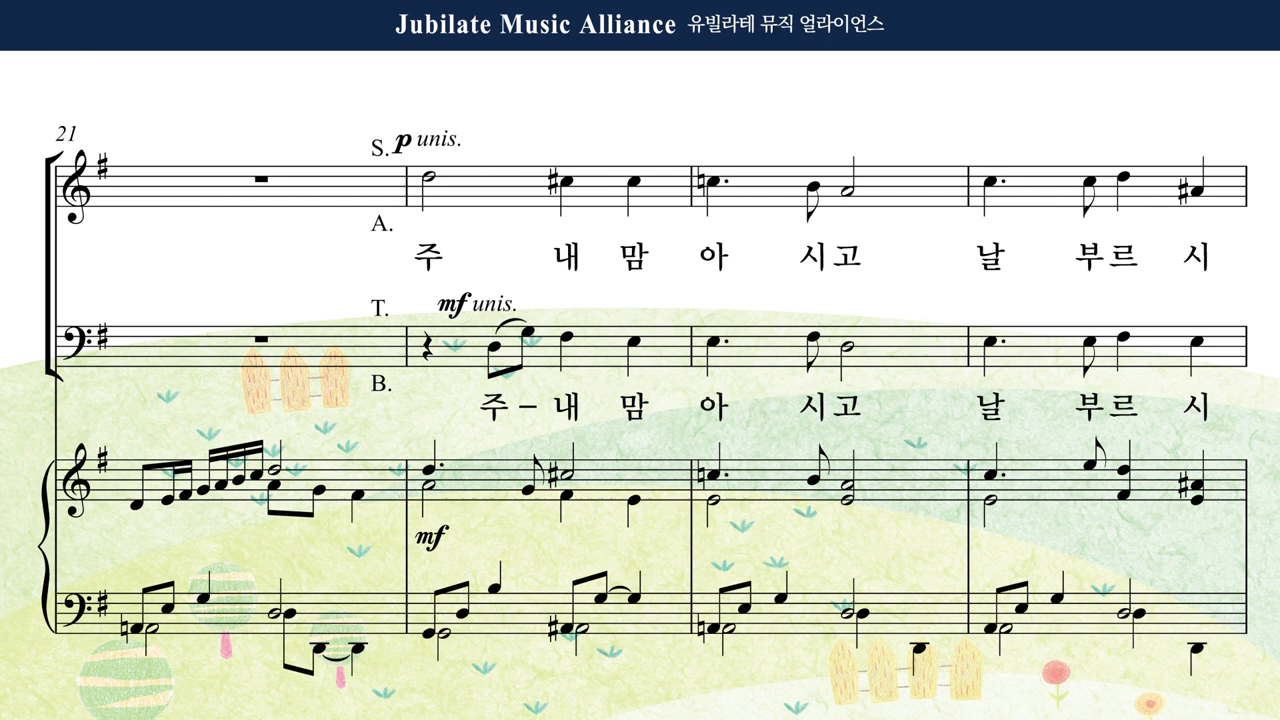 Jubilate Music Alliance 유빌라테 뮤직 얼라이언스
21
S. p unis.
A.
주 내 맘 아 시고 날 부르 시
T. mf unis.
B.
주 – 내 맘 아 시고 날 부르 시
mf